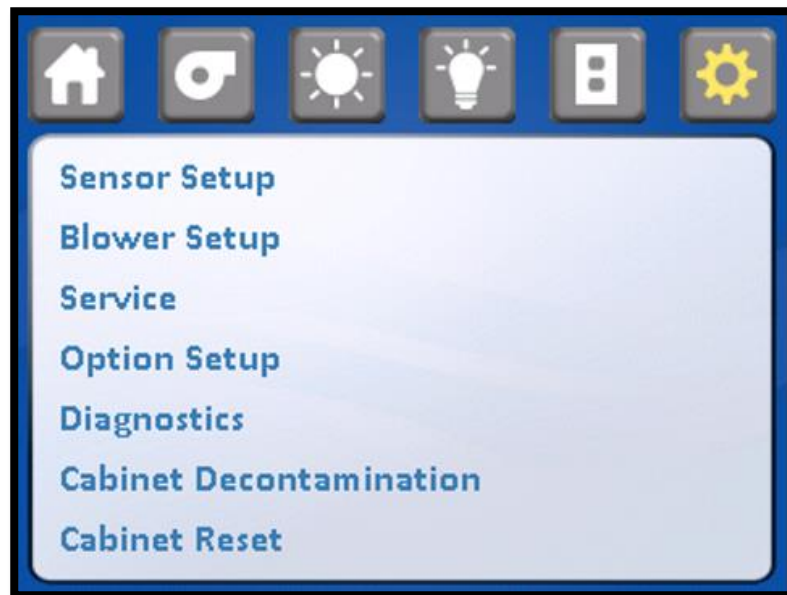 Sensor Setup
Blower Setup
Service
Option Setup
Diagnostics
Cabinet Decontamination
Cabinet Reset